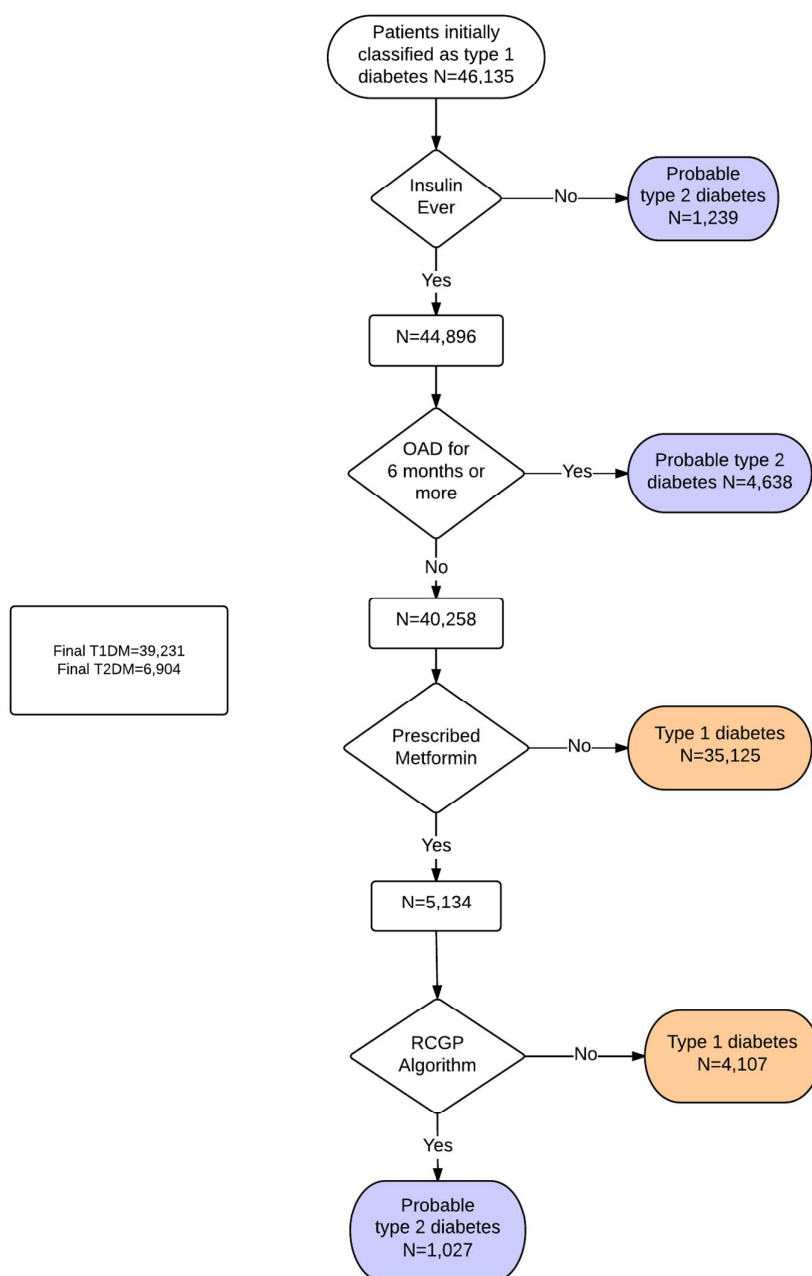 Patients initially
classified as type 1
diabetes N=46,135
Insulin
Ever
No
Probable
type 2 diabetes
N=1,239
Yes
N=44,896
OAD for
6 months or
more
Yes
Probable type 2
diabetes N=4,638
No
N=40,258
Final T1DM=39,231
Final T2DM=6,904
Prescribed
Metformin
No
Type 1 diabetes
N=35,125
Yes
N=5,134
RCGP
Algorithm
No
Type 1 diabetes
N=4,107
Yes
Probable
type 2 diabetes
N=1,027